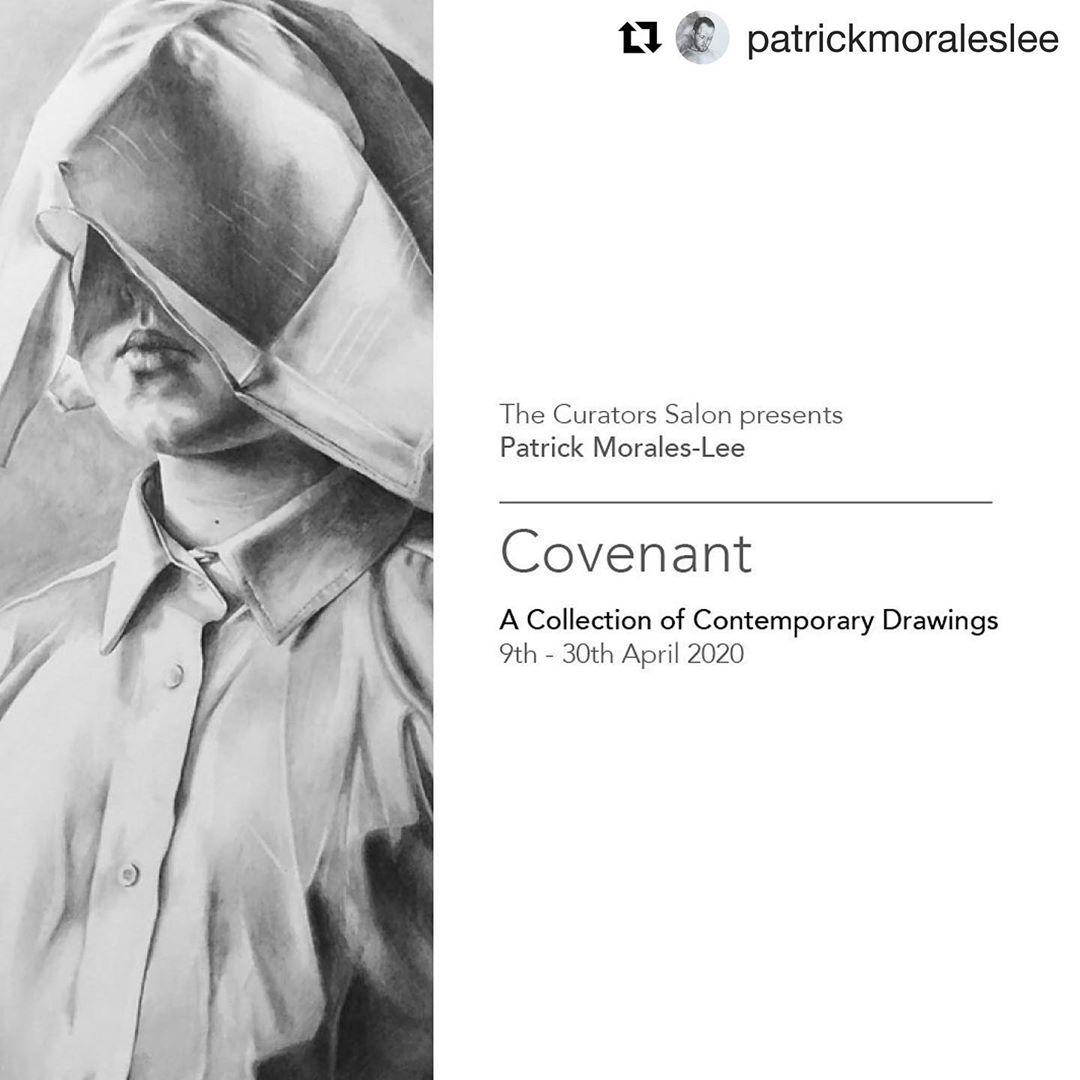 patrickmoraleslee
The Curators Salon presents
Patrick Morales-Lee
Covenant
A Collection of Contemporary Drawings
9th - 30th April 2020